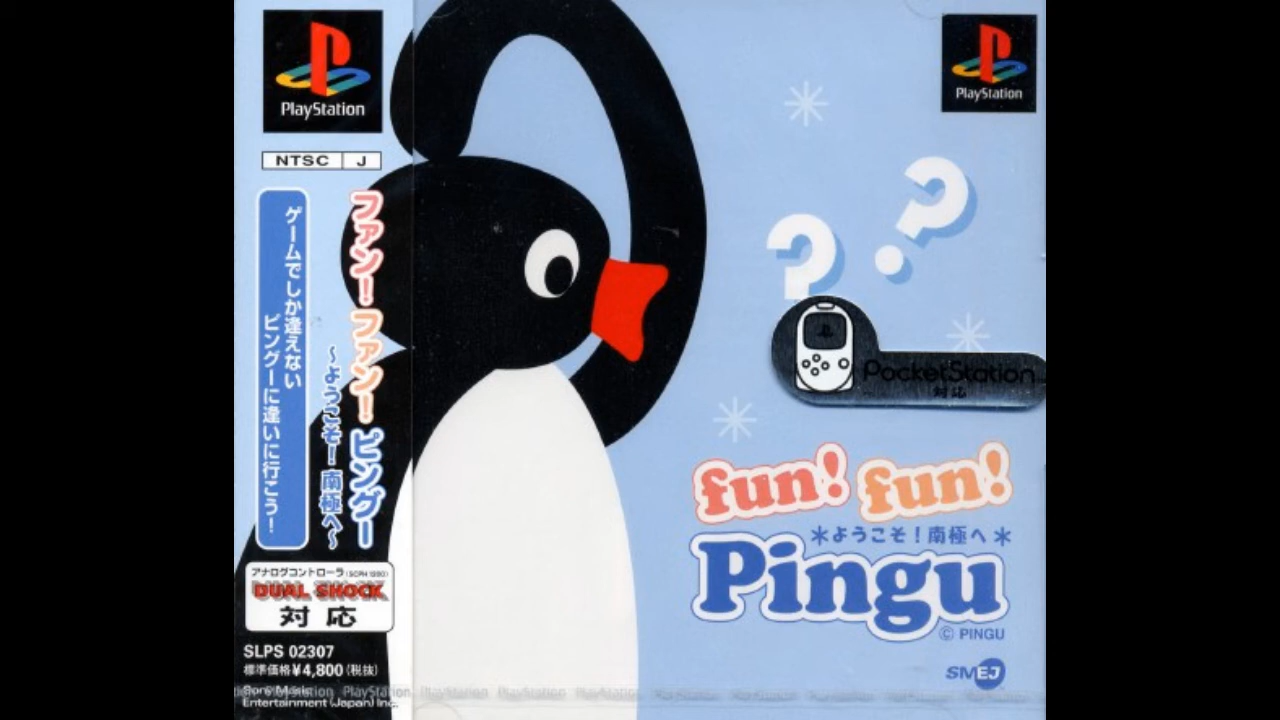 PlayStation
NTSC J
ファン!ファン!ピングー
〜ようこそ!南極へ〜
ゲームでしか逢えない
ピングーに逢いに行こう!
アナログコントローラ(SCPH-1200)
DUAL SHOCK
対応
SLPS 02307
標準価格¥4,800(税抜)
Sony Music
Entertainment (Japan) Inc.
PlayStation
? ?
PocketStation
対応
fun! fun!
＊ようこそ!南極へ＊
Pingu
© PINGU
SMEJ